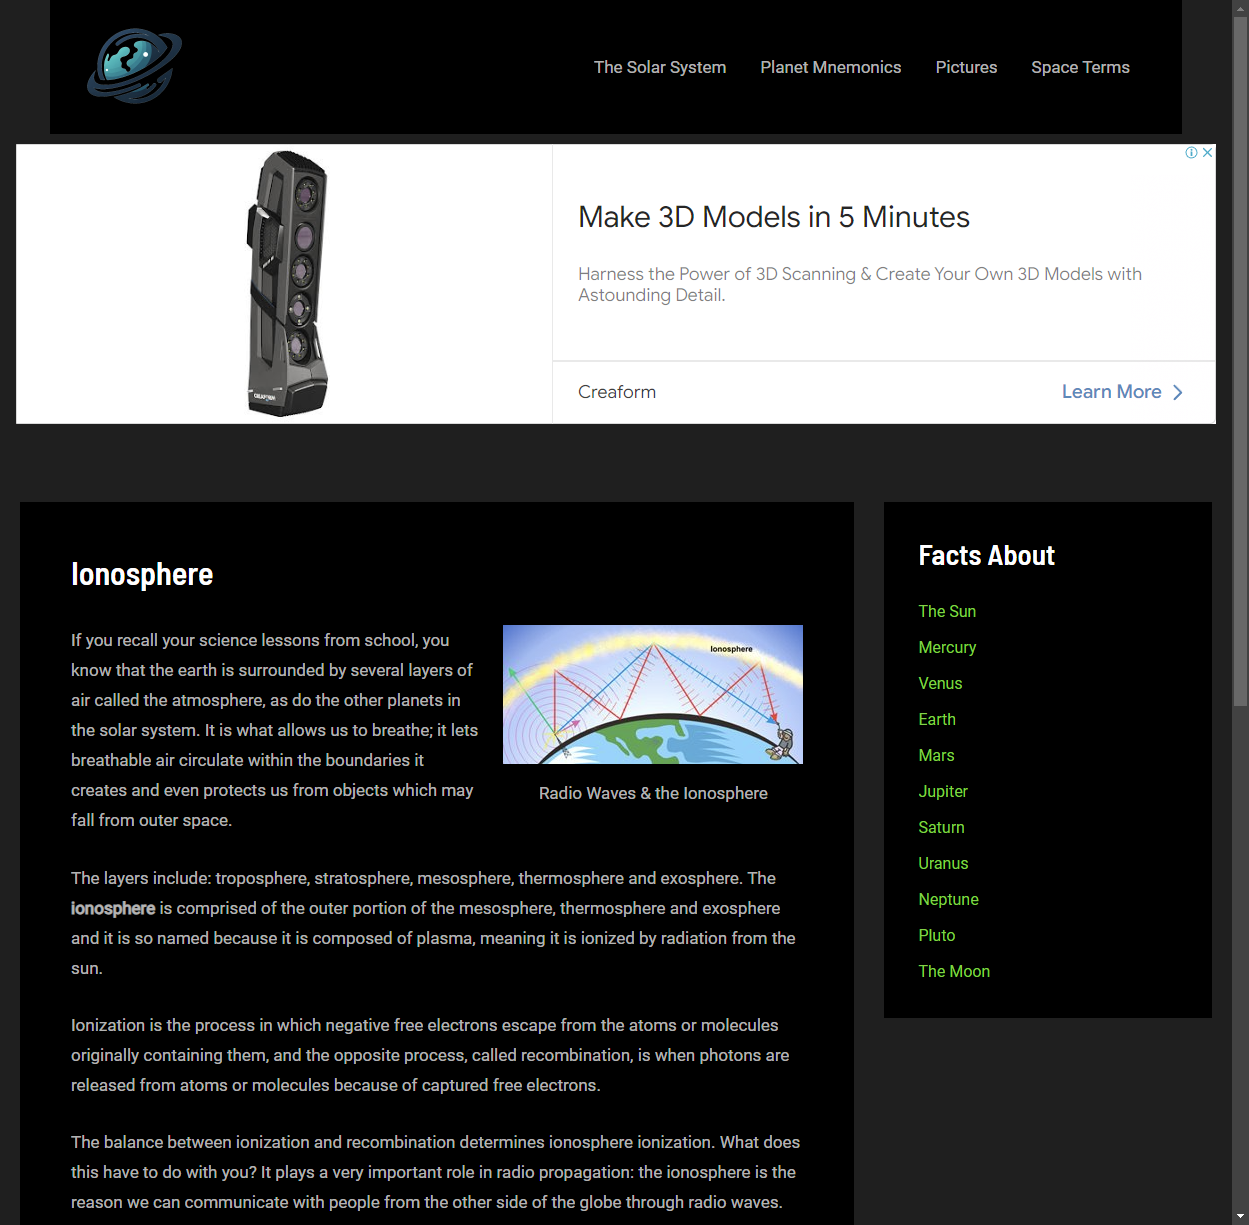 The Solar System Planet Mnemonics Pictures Space Terms
Make 3D Models in 5 Minutes
Harness the Power of 3D Scanning & Create Your Own 3D Models with
Astounding Detail.
Creaform
Learn More
Ionosphere
If you recall your science lessons from school, you
know that the earth is surrounded by several layers of
air called the atmosphere, as do the other planets in
the solar system. It is what allows us to breathe; it lets
breathable air circulate within the boundaries it
creates and even protects us from objects which may
fall from outer space.
Ionosphere
Radio Waves & the Ionosphere
The layers include: troposphere, stratosphere, mesosphere, thermosphere and exosphere. The
ionosphere is comprised of the outer portion of the mesosphere, thermosphere and exosphere
and it is so named because it is composed of plasma, meaning it is ionized by radiation from the
sun.
Ionization is the process in which negative free electrons escape from the atoms or molecules
originally containing them, and the opposite process, called recombination, is when photons are
released from atoms or molecules because of captured free electrons.
The balance between ionization and recombination determines ionosphere ionization. What does
this have to do with you? It plays a very important role in radio propagation: the ionosphere is the
reason we can communicate with people from the other side of the globe through radio waves.
Facts About
The Sun
Mercury
Venus
Earth
Mars
Jupiter
Saturn
Uranus
Neptune
Pluto
The Moon